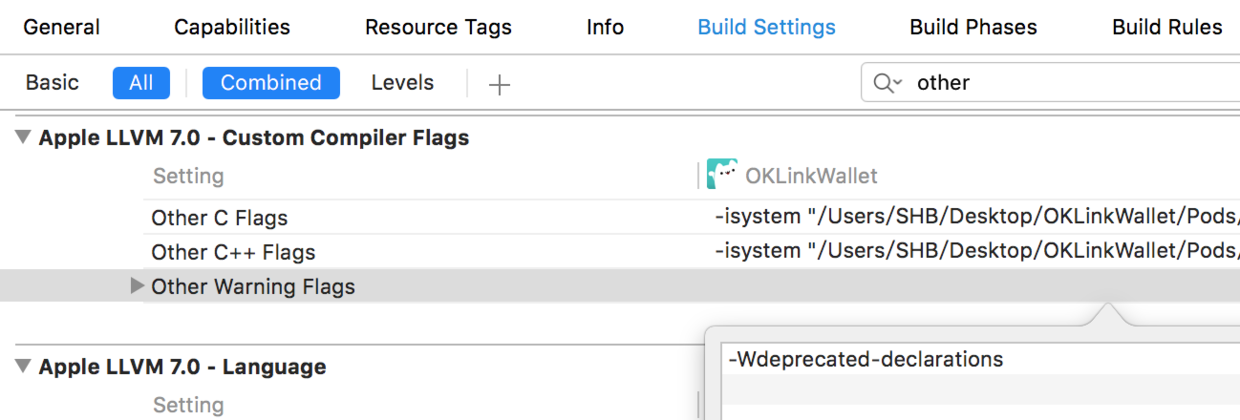 General Capabilities Resource Tags Info Build Settings Build Phases Build Rules
Basic All Combined Levels + other
Apple LLVM 7.0 - Custom Compiler Flags
Setting OKLinkWallet
Other C Flags -isystem "/Users/SHB/Desktop/OKLinkWallet/Pods/
Other C++ Flags -isystem "/Users/SHB/Desktop/OKLinkWallet/Pods/
Other Warning Flags
-Wdeprecated-declarations
Apple LLVM 7.0 - Language
Setting